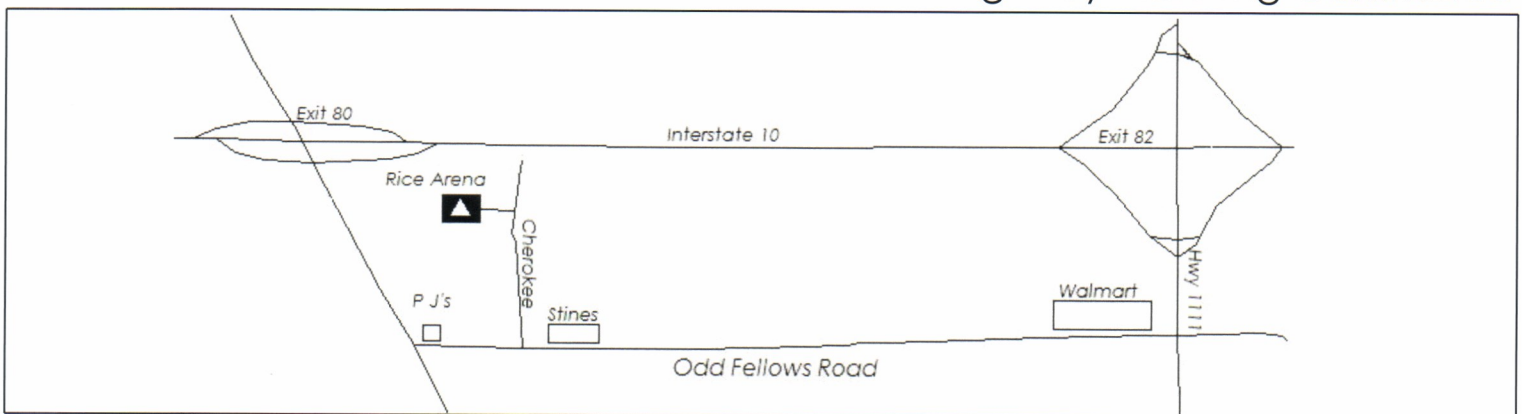 Exit 80
Interstate 10
Exit 82
Rice Arena
Cherokee
Hwy 1111
P J's
Stines
Walmart
Odd Fellows Road